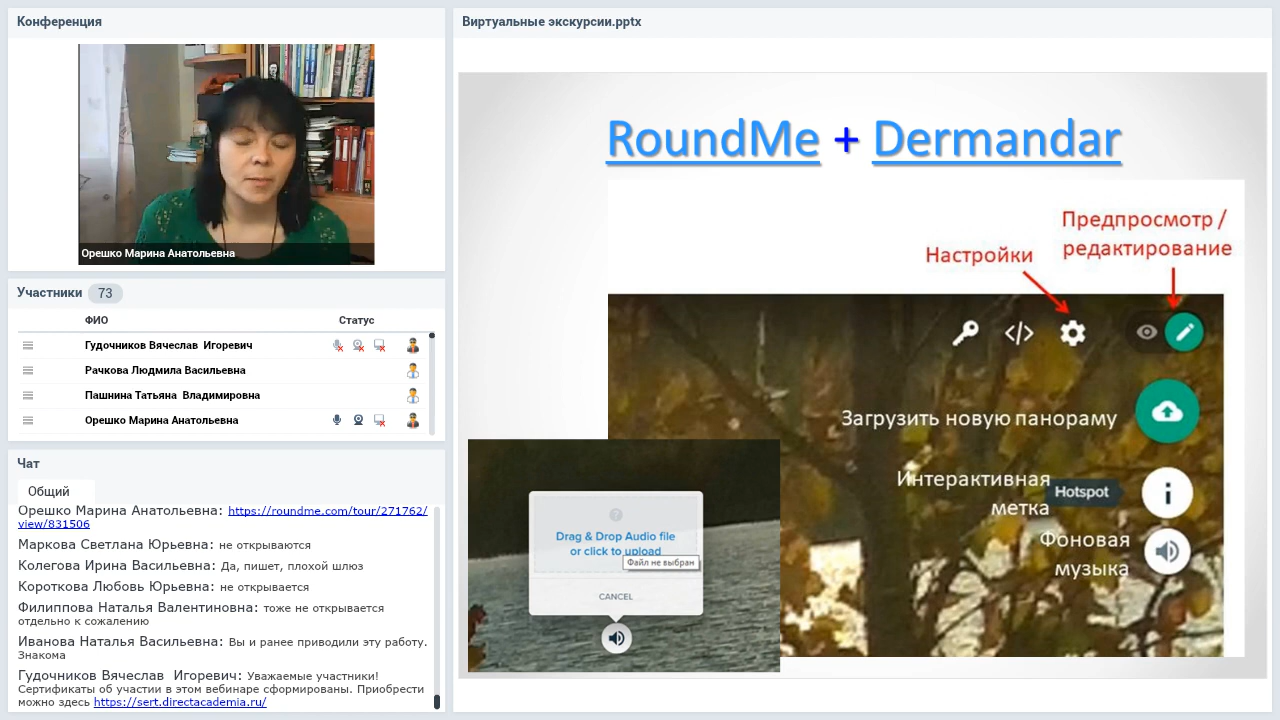 Конференция
Орешко Марина Анатольевна
Участники 73
ФИО Статус
Гудочников Вячеслав Игоревич
Рачкова Людмила Васильевна
Пашнина Татьяна Владимировна
Орешко Марина Анатольевна
Чат
Общий
Орешко Марина Анатольевна: https://roundme.com/tour/271762/
view/831506
Маркова Светлана Юрьевна: не открываются
Колегова Ирина Васильевна: Да, пишет, плохой шлюз
Короткова Любовь Юрьевна: не открывается
Филиппова Наталья Валентиновна: тоже не открывается
отдельно к сожалению
Иванова Наталья Васильевна: Вы и ранее приводили эту работу.
Знакома
Гудочников Вячеслав Игоревич: Уважаемые участники!
Сертификаты об участии в этом вебинаре сформированы. Приобрести
можно здесь https://sert.directacademia.ru/
Виртуальные экскурсии.pptx
RoundMe + Dermandar
Предпросмотр /
редактирование
Настройки
Загрузить новую панораму
Интерактивная
метка
Hotspot
Фоновая
музыка
Drag & Drop Audio file
or click to upload
Файл не выбран
CANCEL